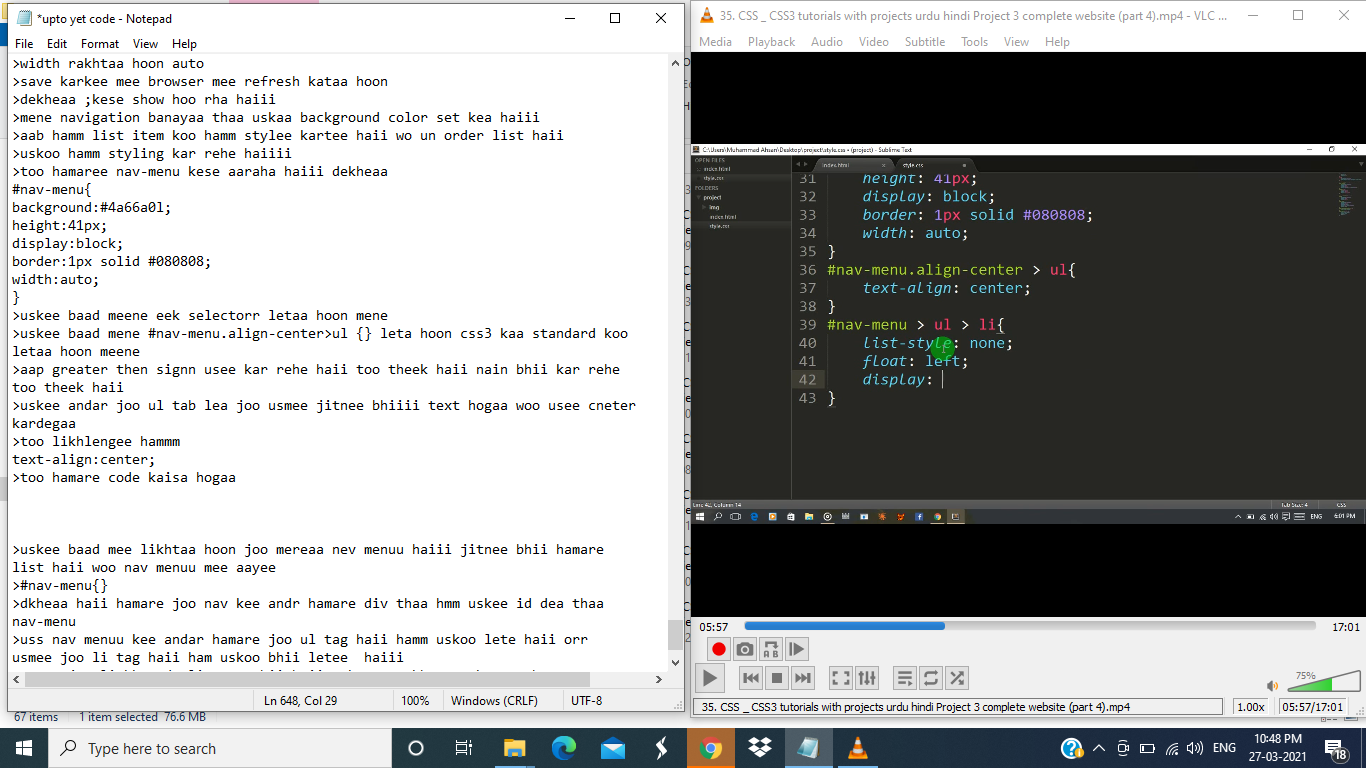 *upto yet code - Notepad
File Edit Format View Help
>width rakhtaa hoon auto
>save karkee mee browser mee refresh kataa hoon
>dekheaa ;kese show hoo rha haiii
>mene navigation banayaa thaa uskaa background color set kea haiii
>aab hamm list item koo hamm stylee kartee haii wo un order list haii
>uskoo hamm styling kar rehe haiiii
>too hamaree nav-menu kese aaraha haiii dekheaa
#nav-menu{
background:#4a66a0l;
height:41px;
display:block;
border:1px solid #080808;
width:auto;
}
>uskee baad meene eek selectorr letaa hoon mene
>uskee baad mene #nav-menu.align-center>ul {} leta hoon css3 kaa standard koo
letaa hoon meene
>aap greater then signn usee kar rehe haii too theek haii nain bhii kar rehe
too theek haii
>uskee andar joo ul tab lea joo usmee jitnee bhiiii text hogaa woo usee cneter
kardegaa
>too likhlengee hammm
text-align:center;
>too hamare code kaisa hogaa
>uskee baad mee likhtaa hoon joo mereaa nev menuu haiii jitnee bhii hamare
list haii woo nav menuu mee aayee
>#nav-menu{}
>dkheaa haii hamare joo nav kee andr hamare div thaa hmm uskee id dea thaa
nav-menu
>uss nav menuu kee andar hamare joo ul tag haii hamm uskoo lete haii orr
usmee joo li tag haii ham uskoo bhii letee  haiii
Ln 648, Col 29 100% Windows (CRLF) UTF-8
67 items 1 item selected 76.6 MB
35. CSS _ CSS3 tutorials with projects urdu hindi Project 3 complete website (part 4).mp4 - VLC ...
Media Playback Audio Video Subtitle Tools View Help
C:\Users\Muhammad Ahsan\Desktop\project\style.css • (project) - Sublime Text
OPEN FILES
index.html
style.css
FOLDERS
project
img
index.html
style.css
index.html style.css
31 height: 41px;
32 display: block;
33 border: 1px solid #080808;
34 width: auto;
35 }
36 #nav-menu.align-center > ul{
37 text-align: center;
38 }
39 #nav-menu > ul > li{
40 list-style: none;
41 float: left;
42 display:
43 }
Line 42, Column 14 Tab Size: 4 CSS
ENG 6:01 PM
05:57 17:01
75%
35. CSS _ CSS3 tutorials with projects urdu hindi Project 3 complete website (part 4).mp4 1.00x 05:57/17:01
Type here to search
ENG 10:48 PM
27-03-2021
18